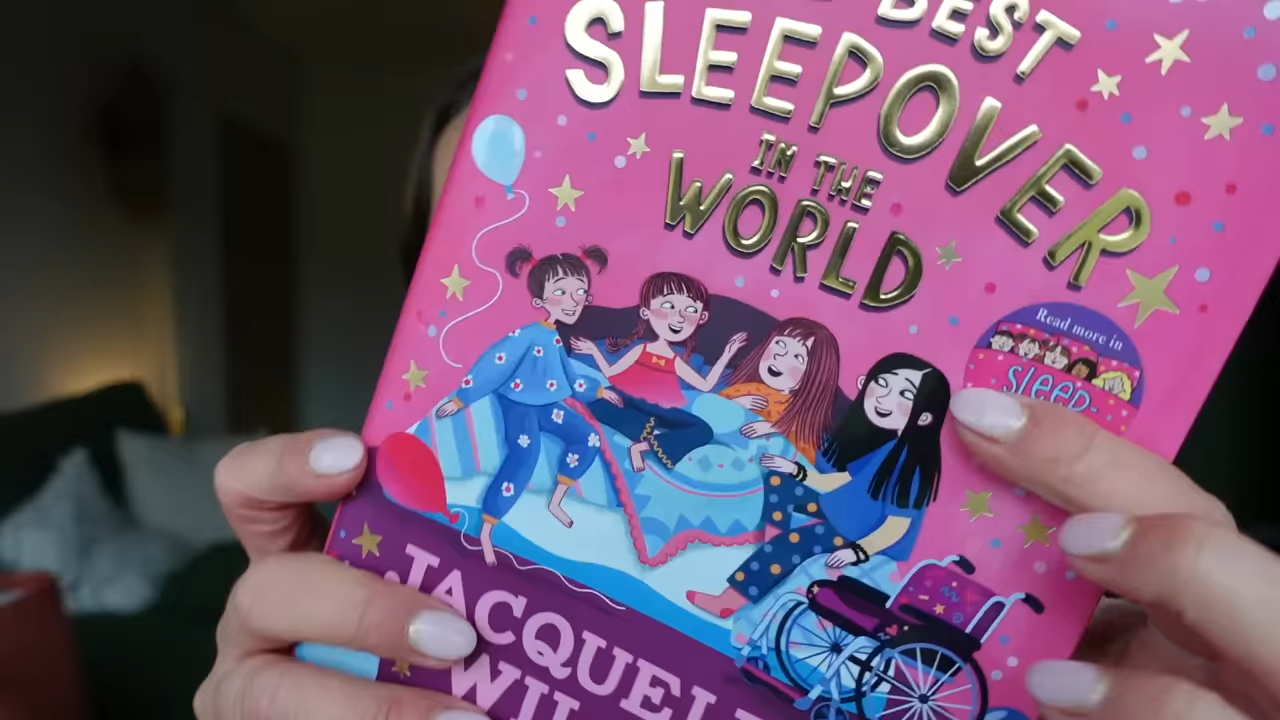 BEST
SLEEPOVER
IN THE
WORLD
Read more in
SLEEP-
JACQUEL
WIL